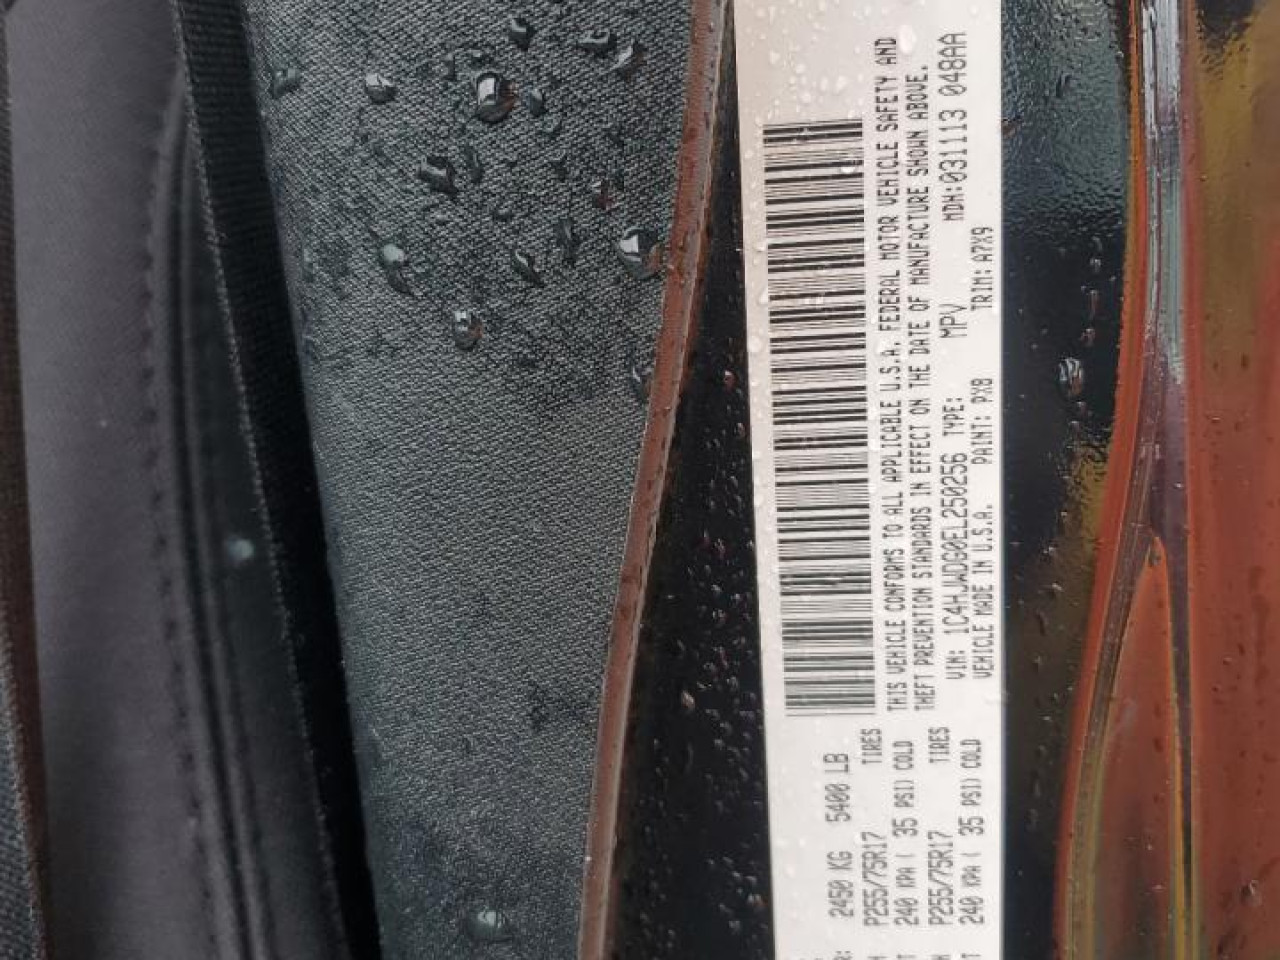 R: 2450 KG 5400 LB
P255/75R17 TIRES
T 240 KPA ( 35 PSI) COLD
P255/75R17 TIRES
T 240 KPA ( 35 PSI) COLD
THIS VEHICLE CONFORMS TO ALL APPLICABLE U.S.A. FEDERAL MOTOR VEHICLE SAFETY AND
THEFT PREVENTION STANDARDS IN EFFECT ON THE DATE OF MANUFACTURE SHOWN ABOVE.
VIN: 1C4HJWDG0EL250256 TYPE: MPV MDH:031113 048AA
VEHICLE MADE IN U.S.A. PAINT: PX8 TRIM: A7X9